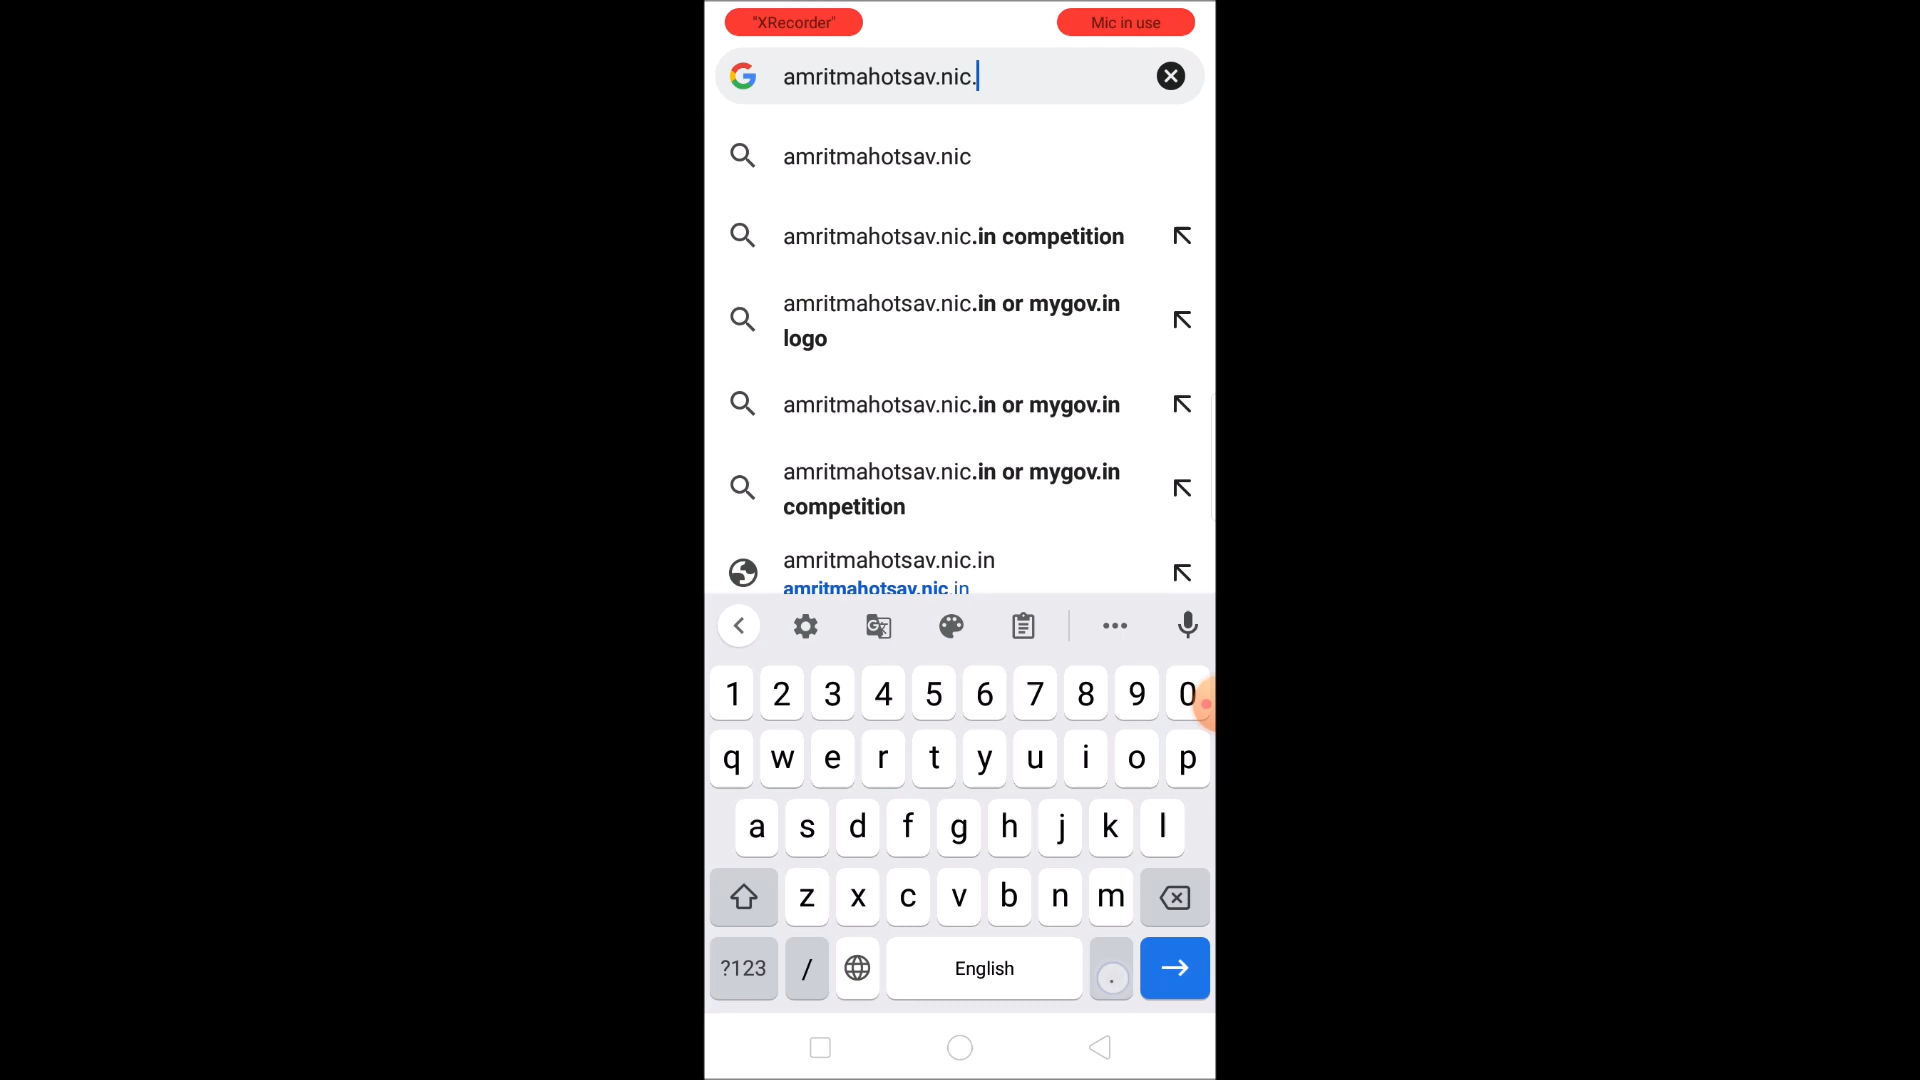 "XRecorder"
Mic in use
amritmahotsav.nic.
amritmahotsav.nic
amritmahotsav.nic.in competition
amritmahotsav.nic.in or mygov.in
logo
amritmahotsav.nic.in or mygov.in
amritmahotsav.nic.in or mygov.in
competition
amritmahotsav.nic.in
amritmahotsav.nic.in
1 2 3 4 5 6 7 8 9 0
q w e r t y u i o p
a s d f g h j k l
z x c v b n m
?123 / English .